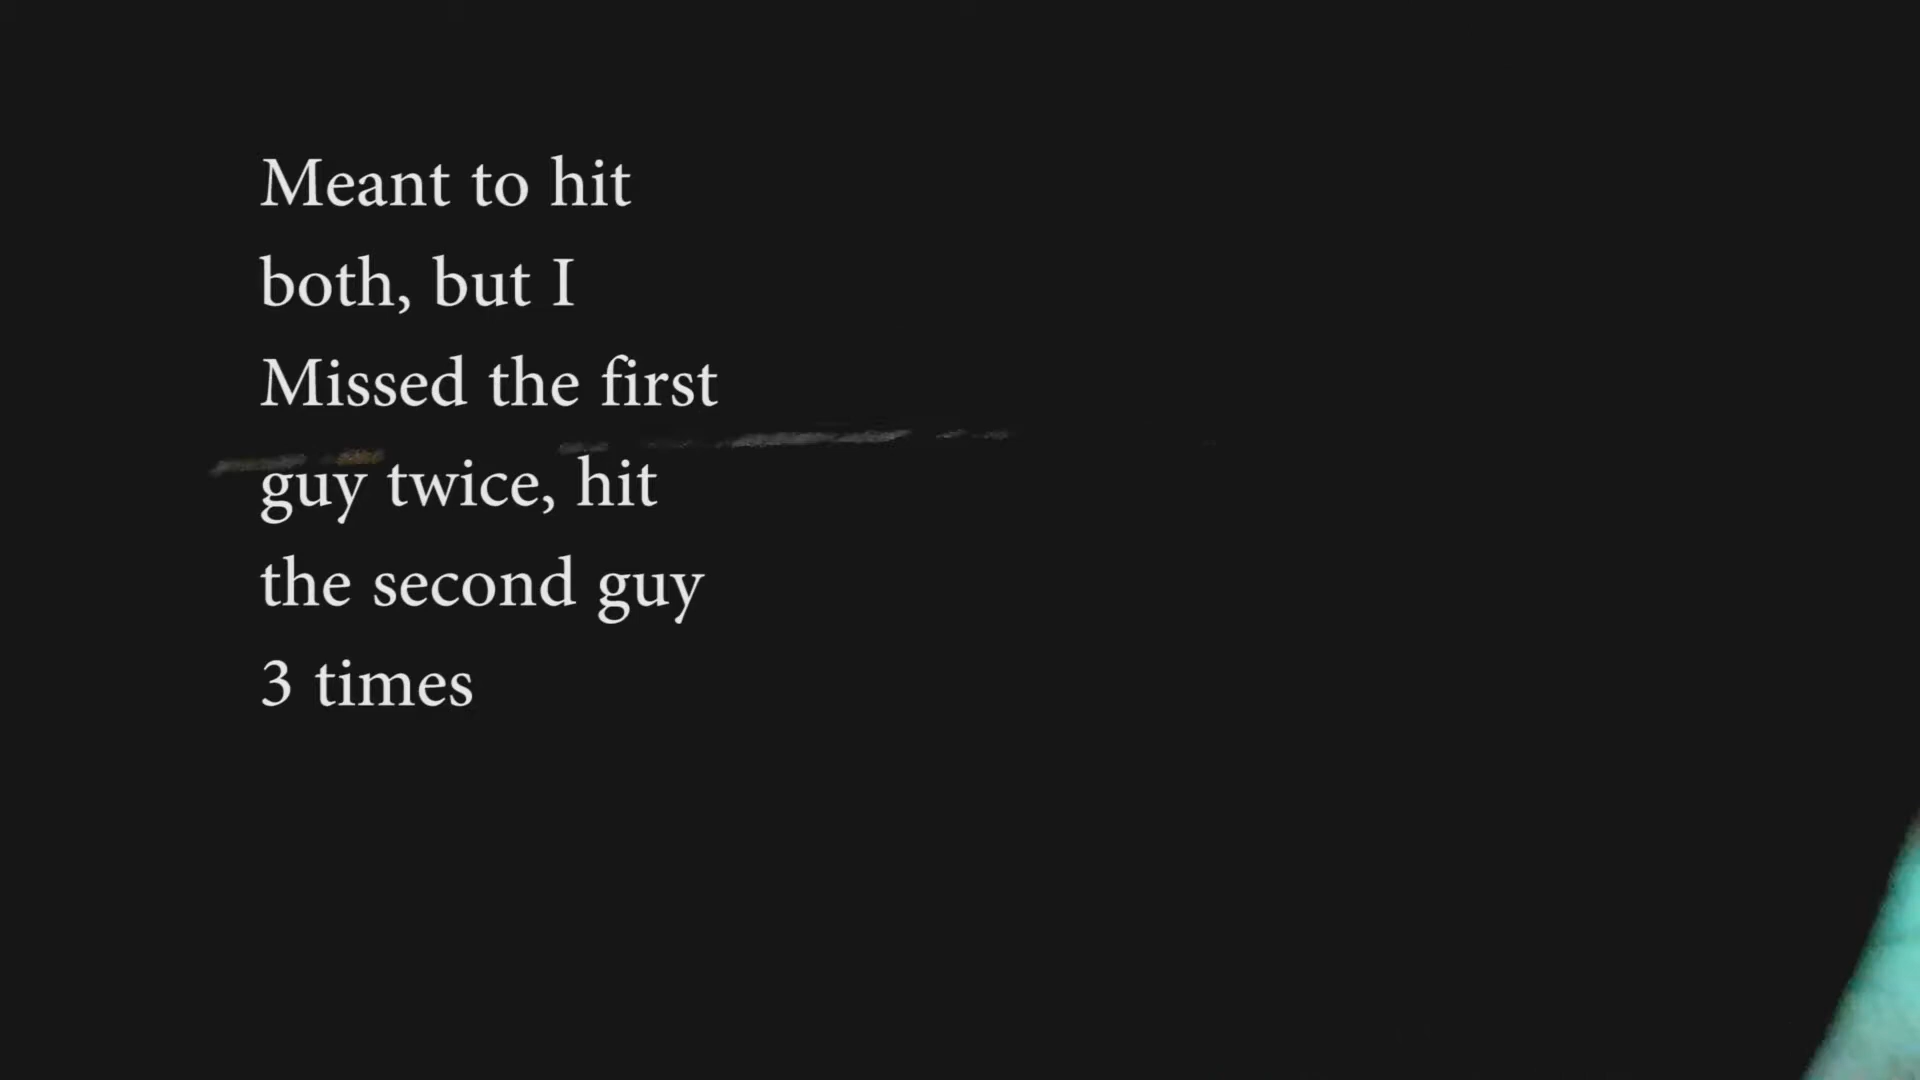 Meant to hit
both, but I
Missed the first
guy twice, hit
the second guy
3 times